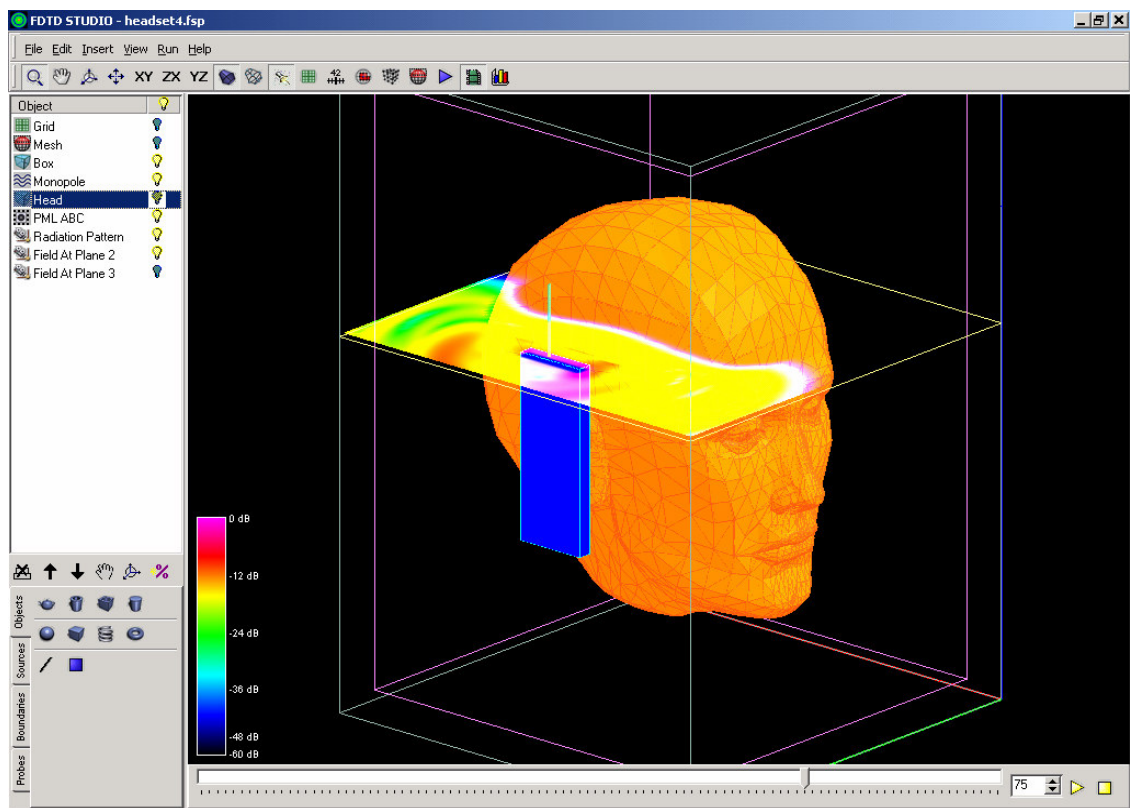 FDTD STUDIO - headset4.fsp
File Edit Insert View Run Help
XY ZX YZ 42
Object
Grid
Mesh
Box
Monopole
Head
PML ABC
Radiation Pattern
Field At Plane 2
Field At Plane 3
0 dB
-12 dB
-24 dB
-36 dB
-48 dB
-60 dB
Objects
Sources
Boundaries
Probes
75